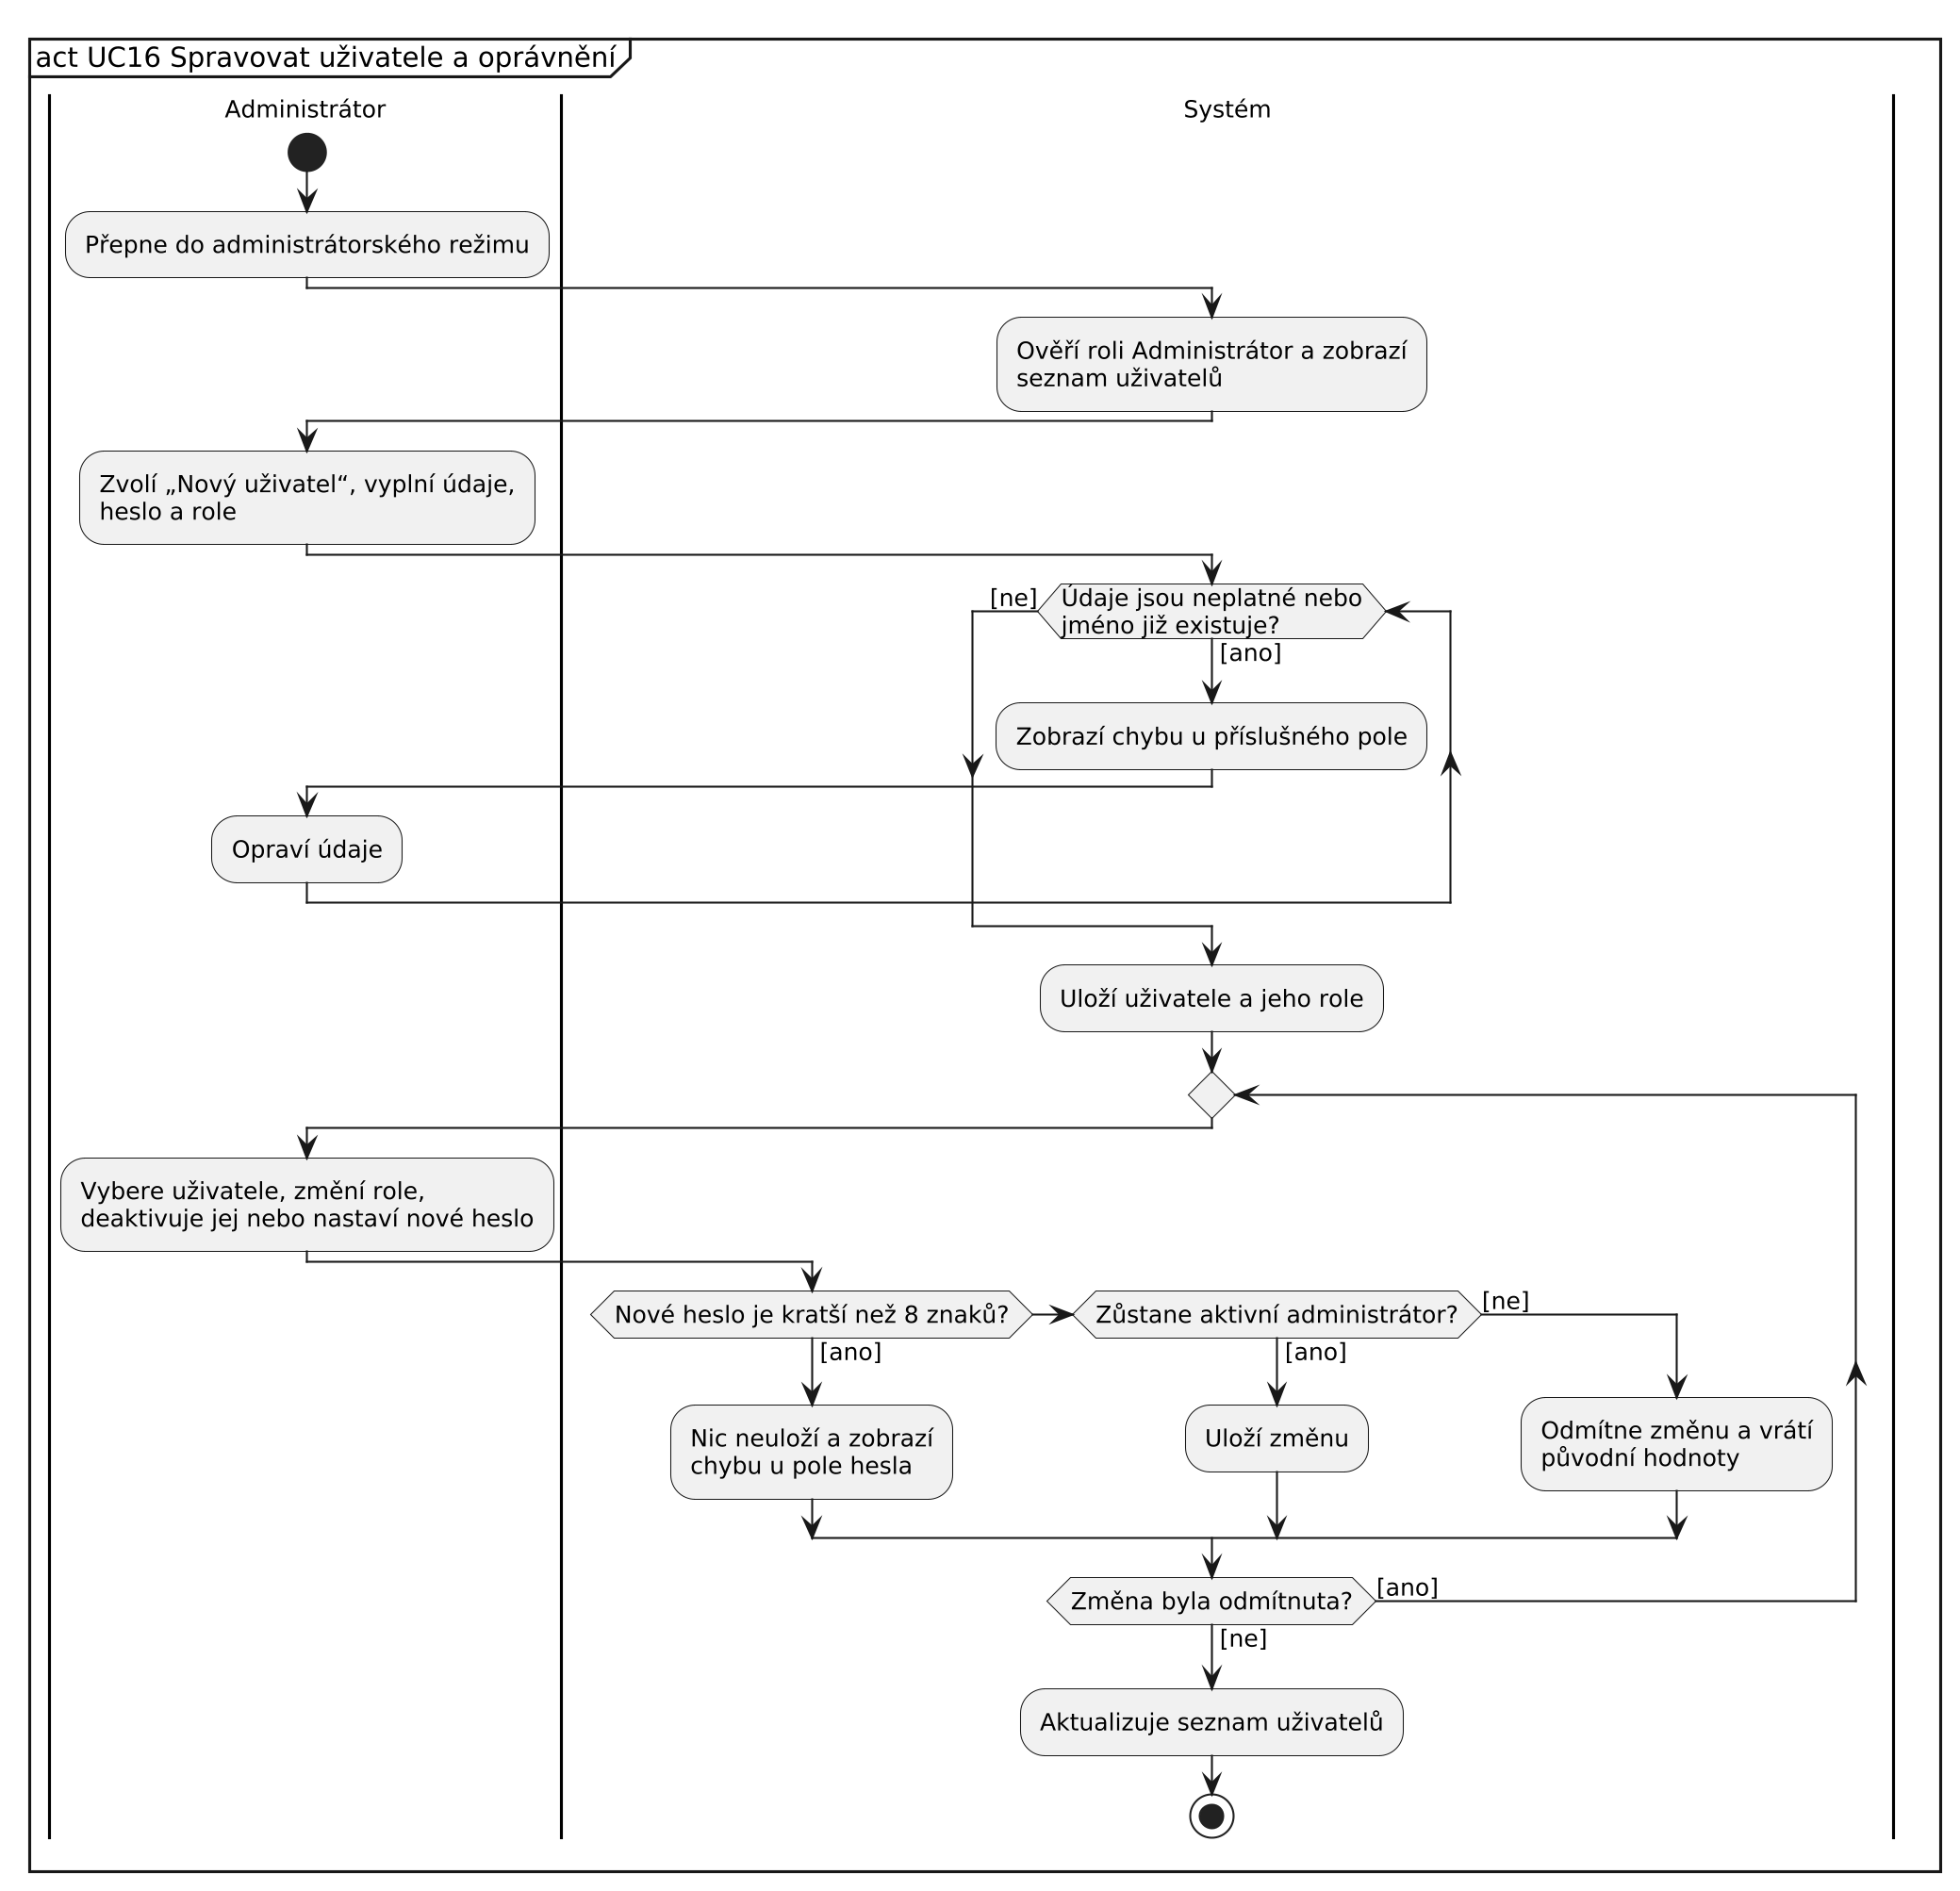 act UC16 Spravovat uživatele a oprávnění
Administrátor
Systém
Přepne do administrátorského režimu
Ověří roli Administrátor a zobrazí
seznam uživatelů
Zvolí „Nový uživatel“, vyplní údaje,
heslo a role
[ne]
Údaje jsou neplatné nebo
jméno již existuje?
[ano]
Zobrazí chybu u příslušného pole
Opraví údaje
Uloží uživatele a jeho role
Vybere uživatele, změní role,
deaktivuje jej nebo nastaví nové heslo
Nové heslo je kratší než 8 znaků?
Zůstane aktivní administrátor?
[ne]
[ano]
[ano]
Nic neuloží a zobrazí
chybu u pole hesla
Uloží změnu
Odmítne změnu a vrátí
původní hodnoty
Změna byla odmítnuta?
[ano]
[ne]
Aktualizuje seznam uživatelů